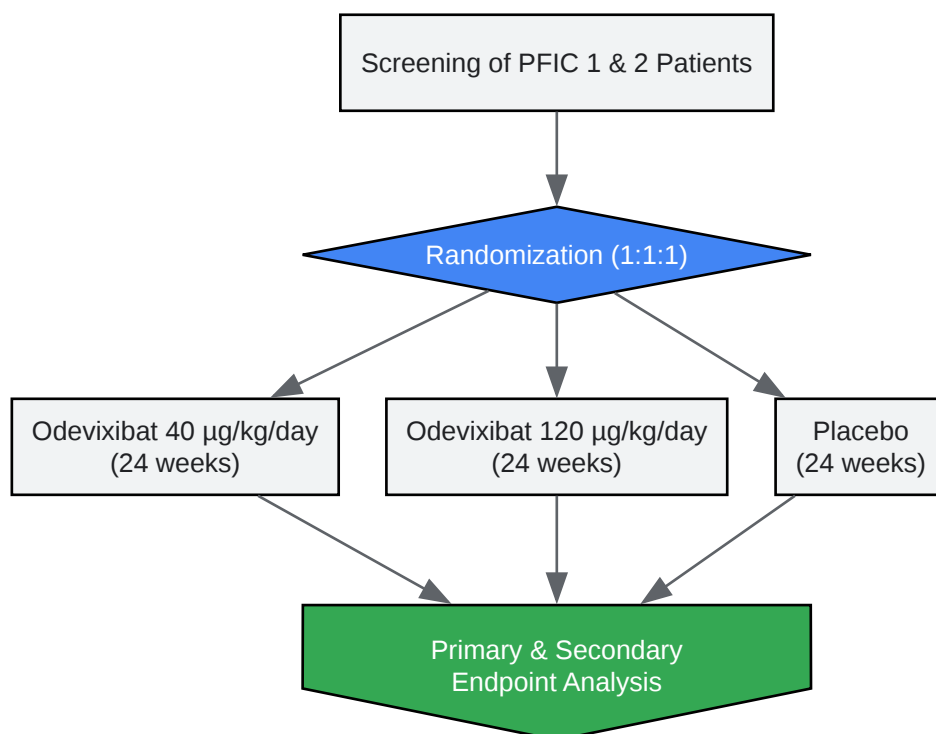 Screening of PFIC 1 & 2 Patients
Randomization (1:1:1)
Odevixibat 40 µg/kg/day
(24 weeks)
Odevixibat 120 µg/kg/day
(24 weeks)
Placebo
(24 weeks)
Primary & Secondary
Endpoint Analysis